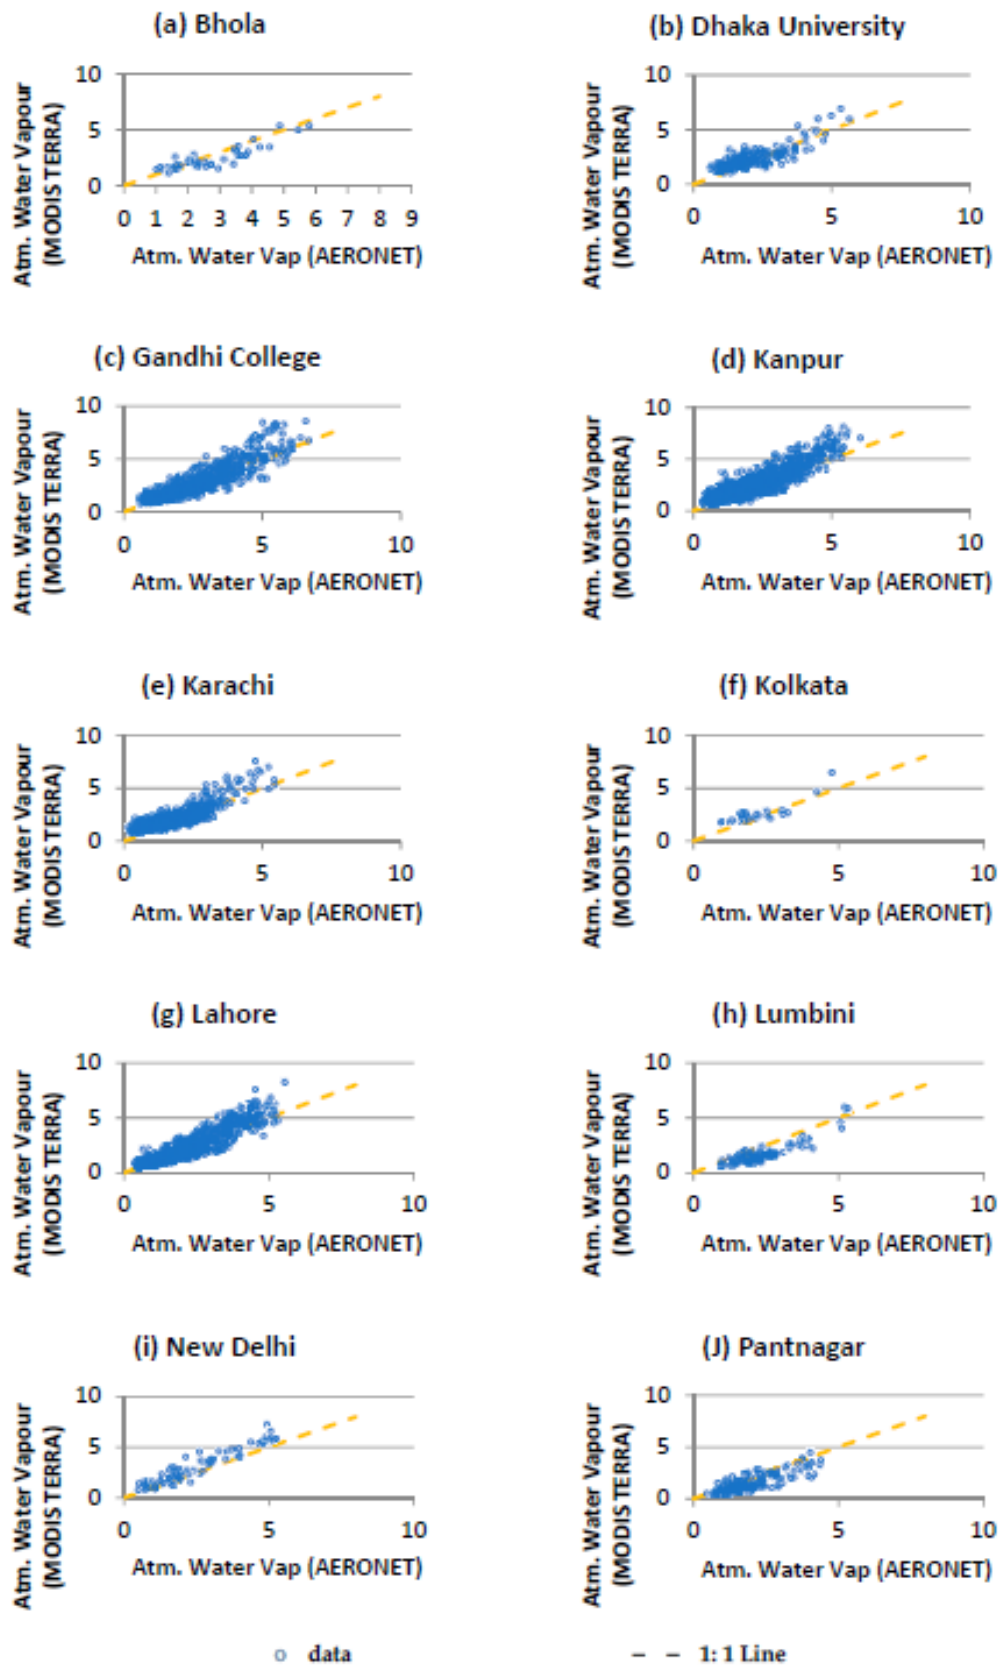 (a) Bhola
10
5
0
0 1 2 3 4 5 6 7 8 9
Atm. Water Vapour
(MODIS TERRA)
Atm. Water Vap (AERONET)
(b) Dhaka University
10
5
0
0 5 10
Atm. Water Vapour
(MODIS TERRA)
Atm. Water Vap (AERONET)
(c) Gandhi College
10
5
0
0 5 10
Atm. Water Vapour
(MODIS TERRA)
Atm. Water Vap (AERONET)
(d) Kanpur
10
5
0
0 5 10
Atm. Water Vapour
(MODIS TERRA)
Atm. Water Vap (AERONET)
(e) Karachi
10
5
0
0 5 10
Atm. Water Vapour
(MODIS TERRA)
Atm. Water Vap (AERONET)
(f) Kolkata
10
5
0
0 5 10
Atm. Water Vapour
(MODIS TERRA)
Atm. Water Vap (AERONET)
(g) Lahore
10
5
0
0 5 10
Atm. Water Vapour
(MODIS TERRA)
Atm. Water Vap (AERONET)
(h) Lumbini
10
5
0
0 5 10
Atm. Water Vapour
(MODIS TERRA)
Atm. Water Vap (AERONET)
(i) New Delhi
10
5
0
0 5 10
Atm. Water Vapour
(MODIS TERRA)
Atm. Water Vap (AERONET)
(J) Pantnagar
10
5
0
0 5 10
Atm. Water Vapour
(MODIS TERRA)
Atm. Water Vap (AERONET)
data
1: 1 Line